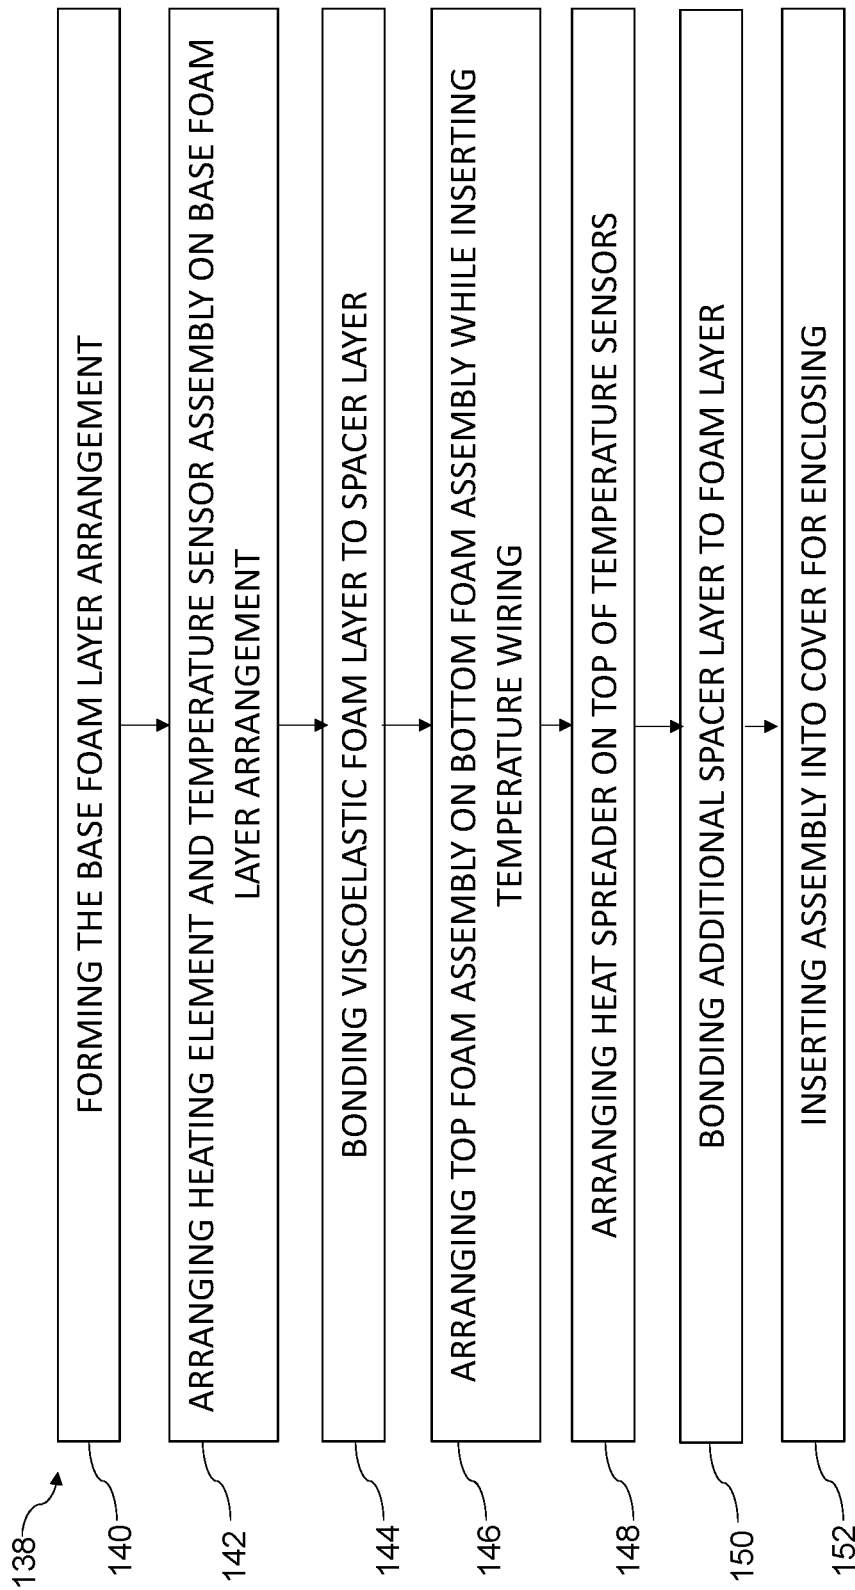 138
140
FORMING THE BASE FOAM LAYER ARRANGEMENT
142
ARRANGING HEATING ELEMENT AND TEMPERATURE SENSOR ASSEMBLY ON BASE FOAM
LAYER ARRANGEMENT
144
BONDING VISCOELASTIC FOAM LAYER TO SPACER LAYER
146
ARRANGING TOP FOAM ASSEMBLY ON BOTTOM FOAM ASSEMBLY WHILE INSERTING
TEMPERATURE WIRING
148
ARRANGING HEAT SPREADER ON TOP OF TEMPERATURE SENSORS
150
BONDING ADDITIONAL SPACER LAYER TO FOAM LAYER
152
INSERTING ASSEMBLY INTO COVER FOR ENCLOSING